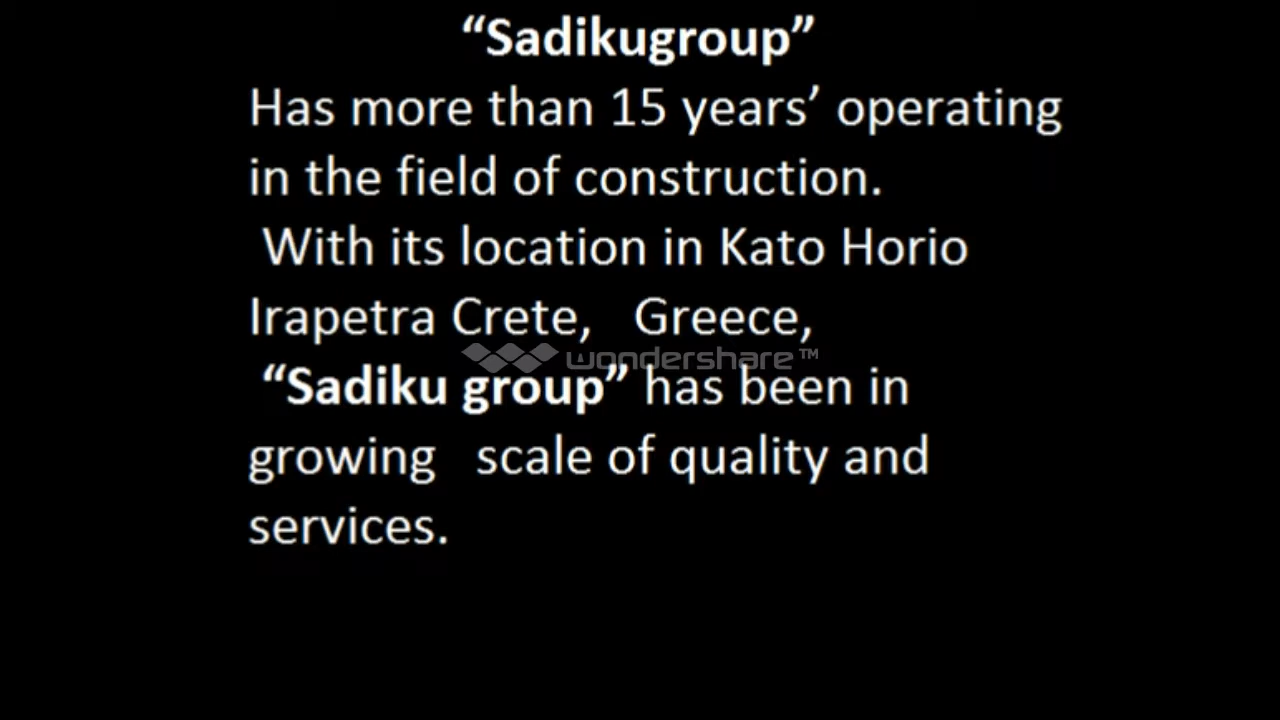 “Sadikugroup”
Has more than 15 years’ operating
in the field of construction.
With its location in Kato Horio
Irapetra Crete,   Greece,
wondershare™
“Sadiku group” has been in
growing   scale of quality and
services.